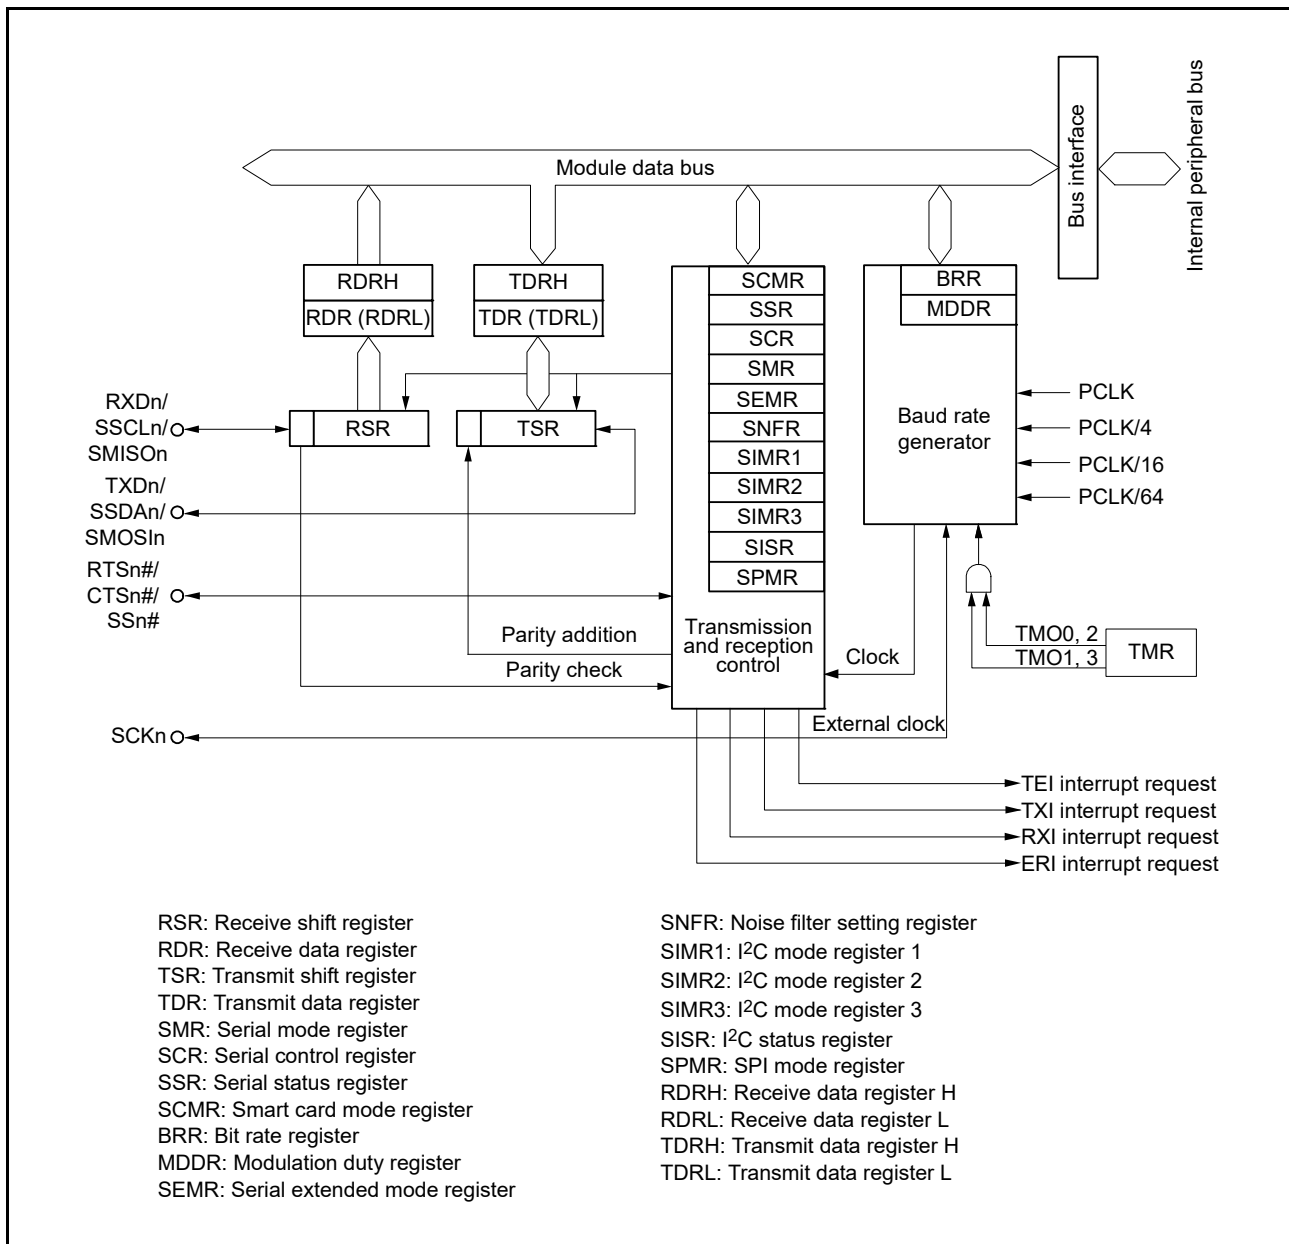 Module data bus
Bus interface
Internal peripheral bus
RDRH
RDR (RDRL)
TDRH
TDR (TDRL)
SCMR
SSR
SCR
SMR
SEMR
SNFR
SIMR1
SIMR2
SIMR3
SISR
SPMR
Transmission
and reception
control
BRR
MDDR
Baud rate
generator
PCLK
PCLK/4
PCLK/16
PCLK/64
RXDn/
SSCLn/
SMISOn
RSR
TSR
TXDn/
SSDAn/
SMOSIn
RTSn#/
CTSn#/
SSn#
Parity addition
Parity check
Clock
TMO0, 2
TMO1, 3
TMR
SCKn
External clock
TEI interrupt request
TXI interrupt request
RXI interrupt request
ERI interrupt request
RSR: Receive shift register
RDR: Receive data register
TSR: Transmit shift register
TDR: Transmit data register
SMR: Serial mode register
SCR: Serial control register
SSR: Serial status register
SCMR: Smart card mode register
BRR: Bit rate register
MDDR: Modulation duty register
SEMR: Serial extended mode register
SNFR: Noise filter setting register
SIMR1: I2C mode register 1
SIMR2: I2C mode register 2
SIMR3: I2C mode register 3
SISR: I2C status register
SPMR: SPI mode register
RDRH: Receive data register H
RDRL: Receive data register L
TDRH: Transmit data register H
TDRL: Transmit data register L